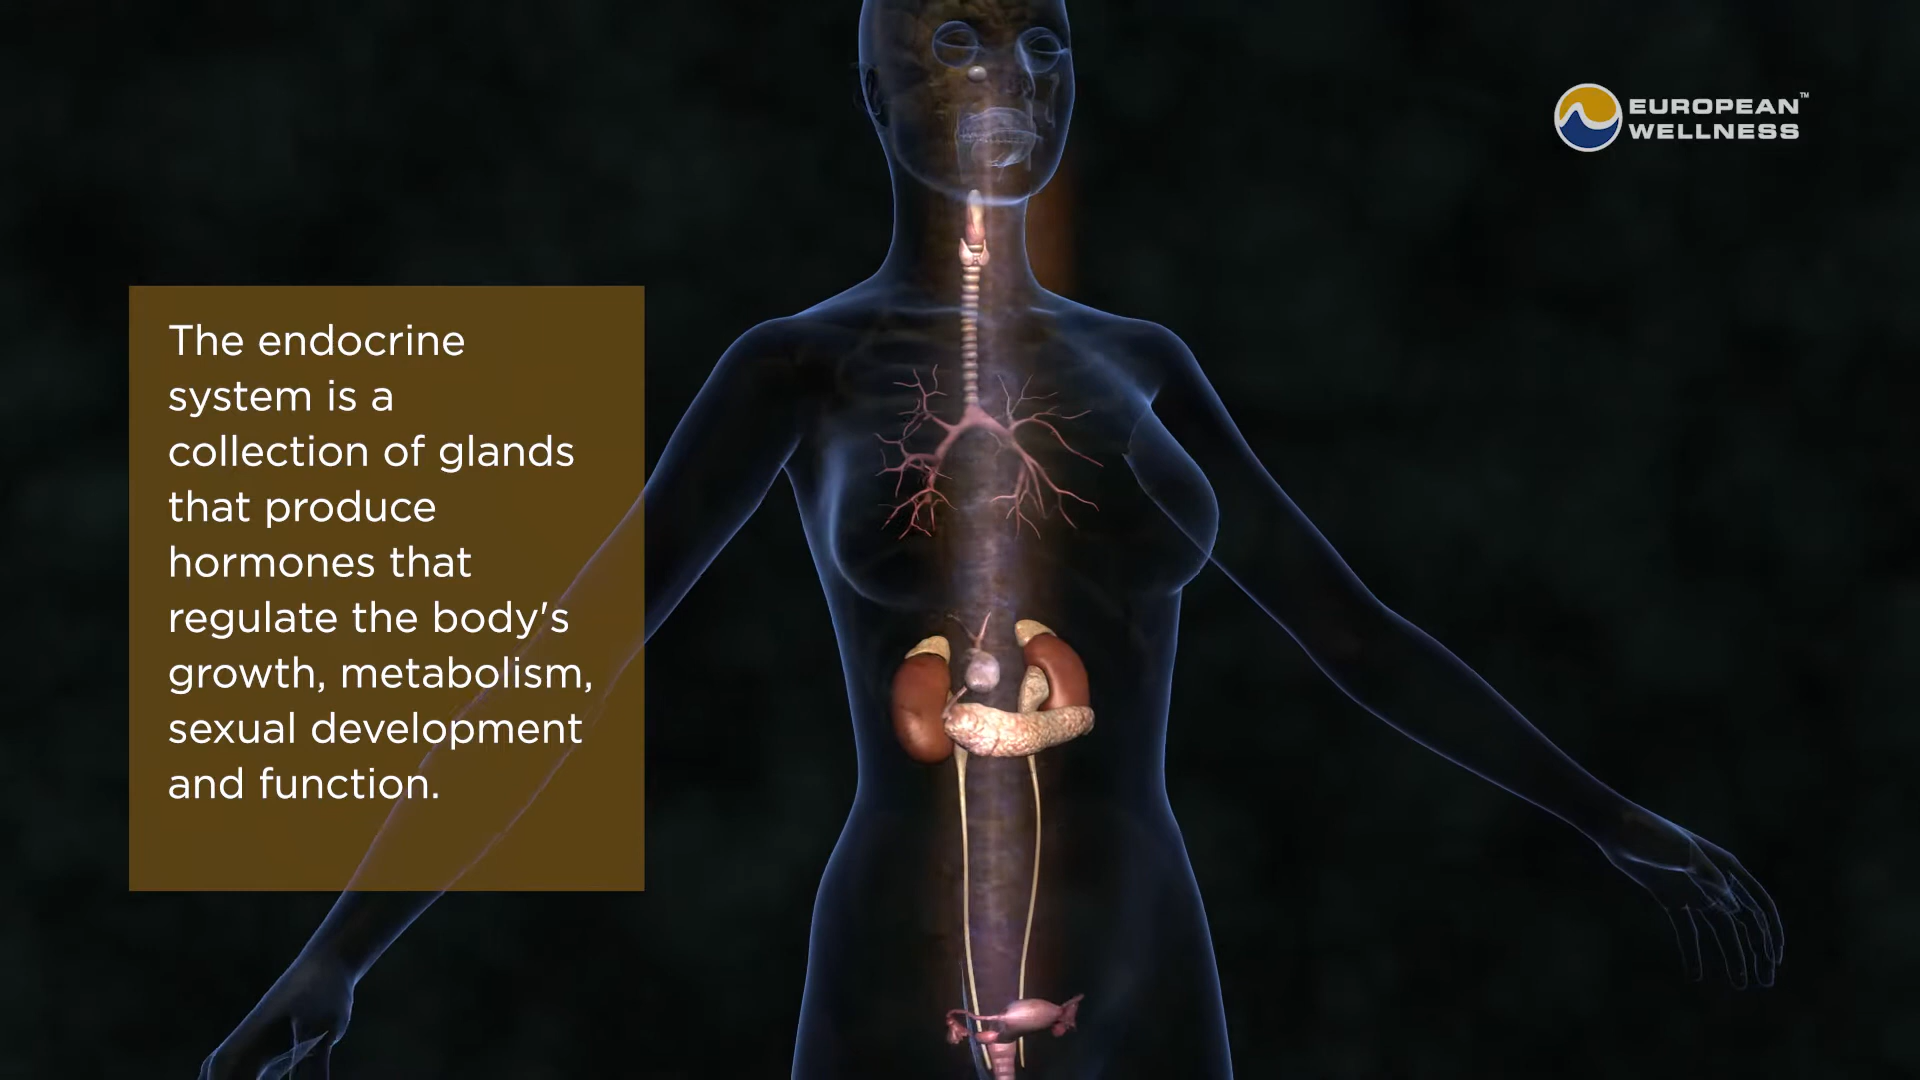 EUROPEAN™
WELLNESS
The endocrine
system is a
collection of glands
that produce
hormones that
regulate the body's
growth, metabolism,
sexual development
and function.